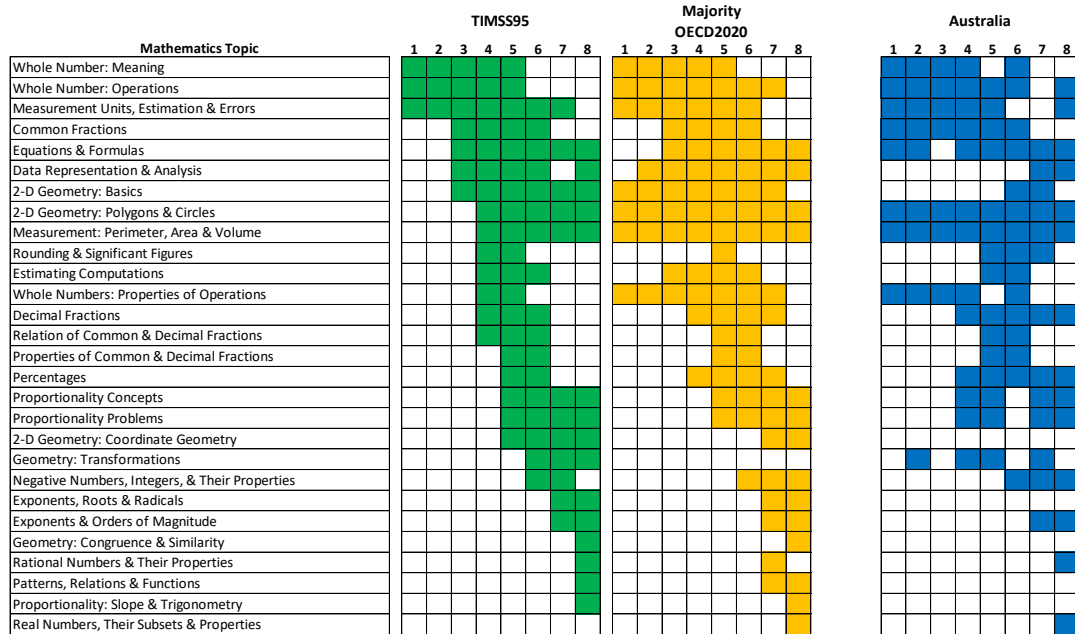 TIMSS95
Majority
OECD2020
Australia
Mathematics Topic
1 2 3 4 5 6 7 8
1 2 3 4 5 6 7 8
1 2 3 4 5 6 7 8
Whole Number: Meaning
Whole Number: Operations
Measurement Units, Estimation & Errors
Common Fractions
Equations & Formulas
Data Representation & Analysis
2-D Geometry: Basics
2-D Geometry: Polygons & Circles
Measurement: Perimeter, Area & Volume
Rounding & Significant Figures
Estimating Computations
Whole Numbers: Properties of Operations
Decimal Fractions
Relation of Common & Decimal Fractions
Properties of Common & Decimal Fractions
Percentages
Proportionality Concepts
Proportionality Problems
2-D Geometry: Coordinate Geometry
Geometry: Transformations
Negative Numbers, Integers, & Their Properties
Exponents, Roots & Radicals
Exponents & Orders of Magnitude
Geometry: Congruence & Similarity
Rational Numbers & Their Properties
Patterns, Relations & Functions
Proportionality: Slope & Trigonometry
Real Numbers, Their Subsets & Properties